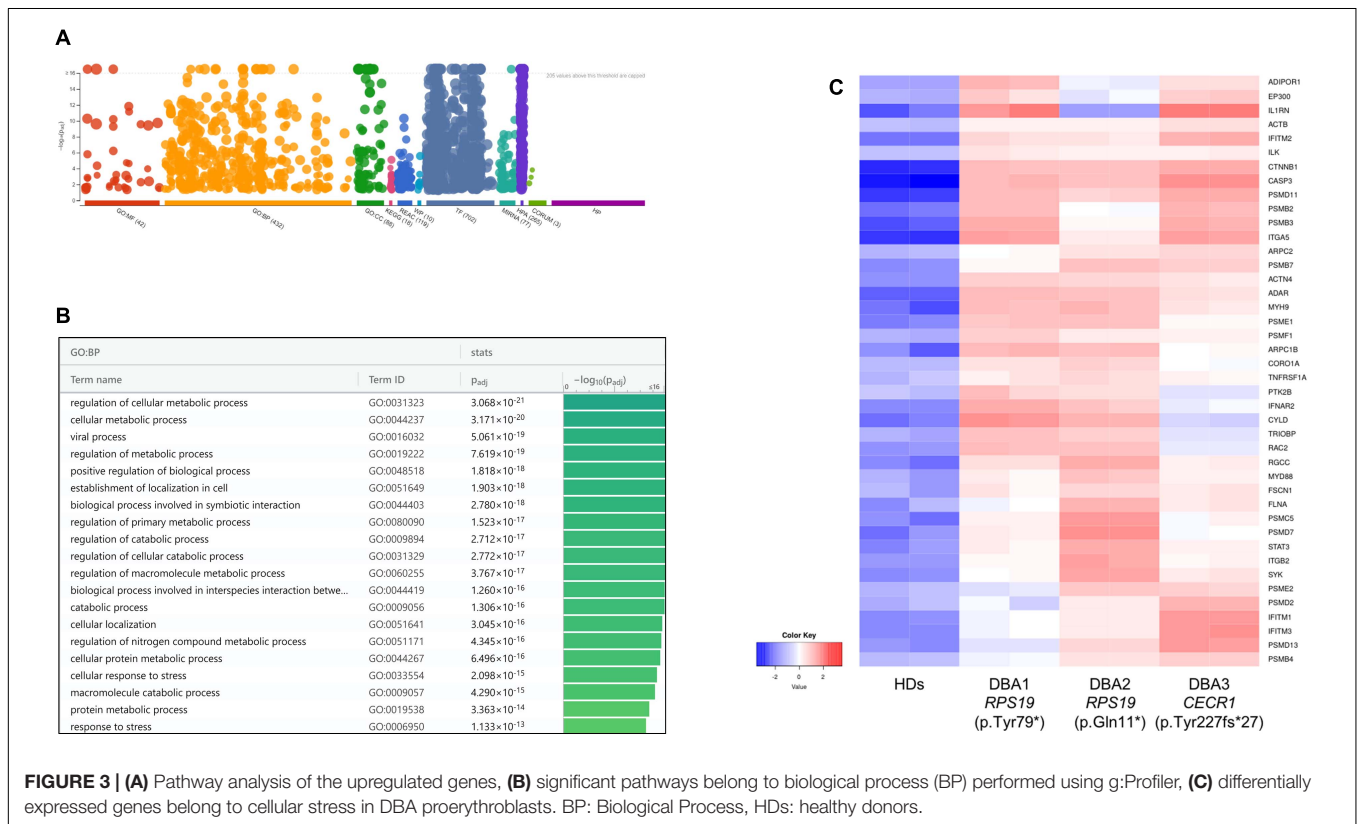 A
≥16
14
12
10
8
6
4
2
0
-log10(padj)
205 values above this threshold are capped
GO:MF (42)
GO:BP (432)
GO:CC (88)
KEGG (18)
REAC (119)
WP (10)
TF (702)
MIRNA (77)
HPA (265)
CORUM (3)
HP
B
GO:BP stats
Term name Term ID padj −log10(padj)
0 ≤16
regulation of cellular metabolic process GO:0031323 3.068×10-21
cellular metabolic process GO:0044237 3.171×10-20
viral process GO:0016032 5.061×10-19
regulation of metabolic process GO:0019222 7.619×10-19
positive regulation of biological process GO:0048518 1.818×10-18
establishment of localization in cell GO:0051649 1.903×10-18
biological process involved in symbiotic interaction GO:0044403 2.780×10-18
regulation of primary metabolic process GO:0080090 1.523×10-17
regulation of catabolic process GO:0009894 2.712×10-17
regulation of cellular catabolic process GO:0031329 2.772×10-17
regulation of macromolecule metabolic process GO:0060255 3.767×10-17
biological process involved in interspecies interaction betwe... GO:0044419 1.260×10-16
catabolic process GO:0009056 1.306×10-16
cellular localization GO:0051641 3.045×10-16
regulation of nitrogen compound metabolic process GO:0051171 4.345×10-16
cellular protein metabolic process GO:0044267 6.496×10-16
cellular response to stress GO:0033554 2.098×10-15
macromolecule catabolic process GO:0009057 4.290×10-15
protein metabolic process GO:0019538 3.363×10-14
response to stress GO:0006950 1.133×10-13
C
ADIPOR1
EP300
IL1RN
ACTB
IFITM2
ILK
CTNNB1
CASP3
PSMD11
PSMB2
PSMB3
ITGA5
ARPC2
PSMB7
ACTN4
ADAR
MYH9
PSME1
PSMF1
ARPC1B
CORO1A
TNFRSF1A
PTK2B
IFNAR2
CYLD
TRIOBP
RAC2
RGCC
MYD88
FSCN1
FLNA
PSMC5
PSMD7
STAT3
ITGB2
SYK
PSME2
PSMD2
IFITM1
IFITM3
PSMD13
PSMB4
Color Key
-2 0 2
Value
HDs DBA1 DBA2 DBA3
RPS19 RPS19 CECR1
(p.Tyr79*) (p.Gln11*) (p.Tyr227fs*27)
FIGURE 3 | (A) Pathway analysis of the upregulated genes, (B) significant pathways belong to biological process (BP) performed using g:Profiler, (C) differentially
expressed genes belong to cellular stress in DBA proerythroblasts. BP: Biological Process, HDs: healthy donors.